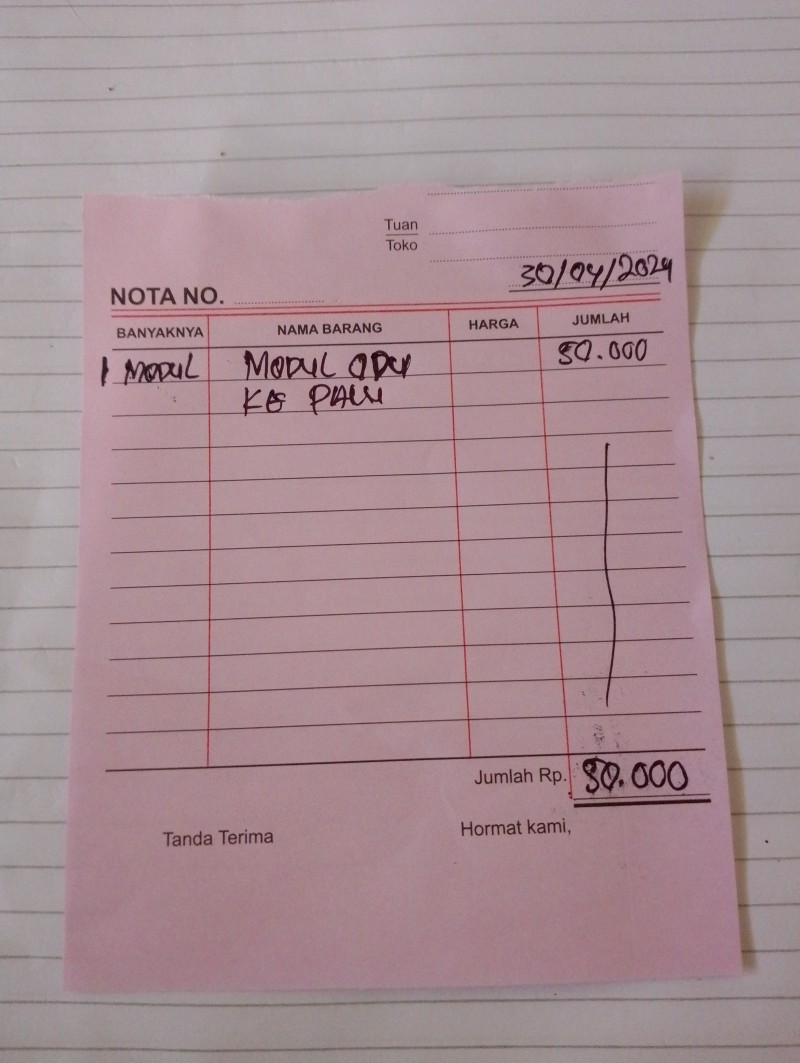 Tuan
Toko
30/04/2024
NOTA NO.
BANYAKNYA NAMA BARANG HARGA JUMLAH
1 MODUL MODUL ODU 50.000
KE PALU
Jumlah Rp. 50.000
Tanda Terima Hormat kami,